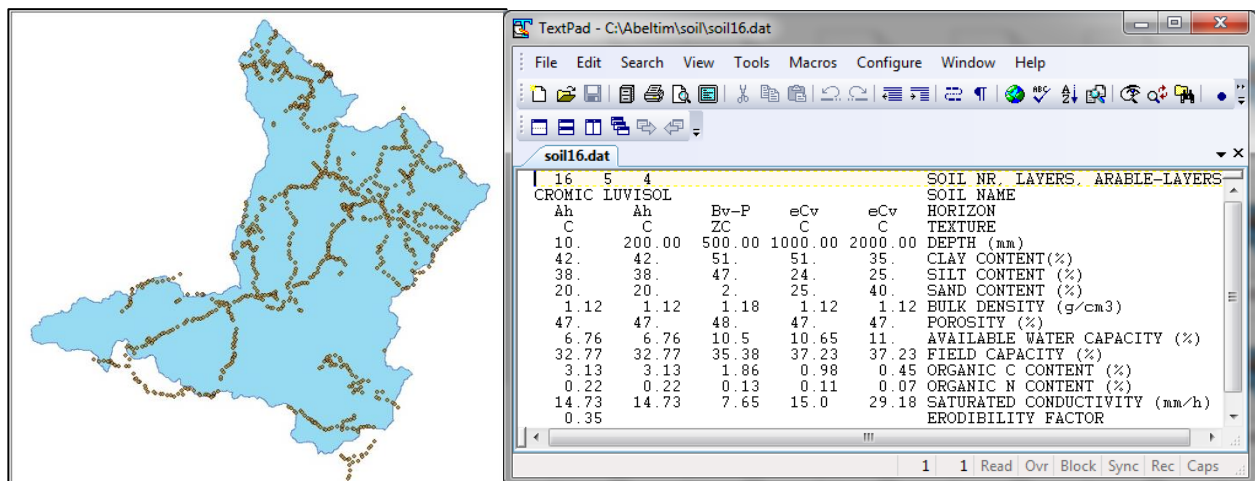 TextPad - C:\Abeltim\soil\soil16.dat
File Edit Search View Tools Macros Configure Window Help
soil16.dat
16 5 4 SOIL NR, LAYERS, ARABLE-LAYERS
CROMIC LUVISOL SOIL NAME
Ah Ah Bv-P eCv eCv HORIZON
C C ZC C C TEXTURE
10. 200.00 500.00 1000.00 2000.00 DEPTH (mm)
42. 42. 51. 51. 35. CLAY CONTENT(%)
38. 38. 47. 24. 25. SILT CONTENT (%)
20. 20. 2. 25. 40. SAND CONTENT (%)
1.12 1.12 1.18 1.12 1.12 BULK DENSITY (g/cm3)
47. 47. 48. 47. 47. POROSITY (%)
6.76 6.76 10.5 10.65 11. AVAILABLE WATER CAPACITY (%)
32.77 32.77 35.38 37.23 37.23 FIELD CAPACITY (%)
3.13 3.13 1.86 0.98 0.45 ORGANIC C CONTENT (%)
0.22 0.22 0.13 0.11 0.07 ORGANIC N CONTENT (%)
14.73 14.73 7.65 15.0 29.18 SATURATED CONDUCTIVITY (mm/h)
0.35 ERODIBILITY FACTOR
1 1 Read Ovr Block Sync Rec Caps